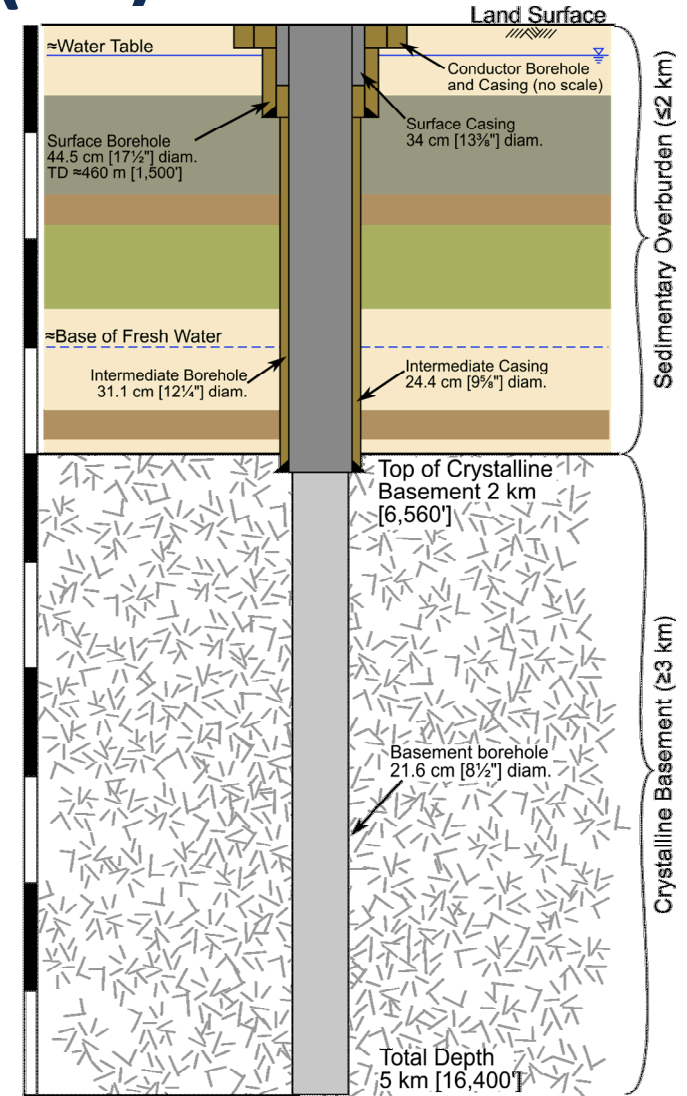 Land Surface
≈Water Table
Conductor Borehole
and Casing (no scale)
Surface Borehole
44.5 cm [17½"] diam.
TD ≈460 m [1,500']
Surface Casing
34 cm [13⅜"] diam.
Sedimentary Overburden (≤2 km)
≈Base of Fresh Water
Intermediate Borehole
31.1 cm [12¼"] diam.
Intermediate Casing
24.4 cm [9⅝"] diam.
Top of Crystalline
Basement 2 km
[6,560']
Basement borehole
21.6 cm [8½"] diam.
Crystalline Basement (≥3 km)
Total Depth
5 km [16,400']